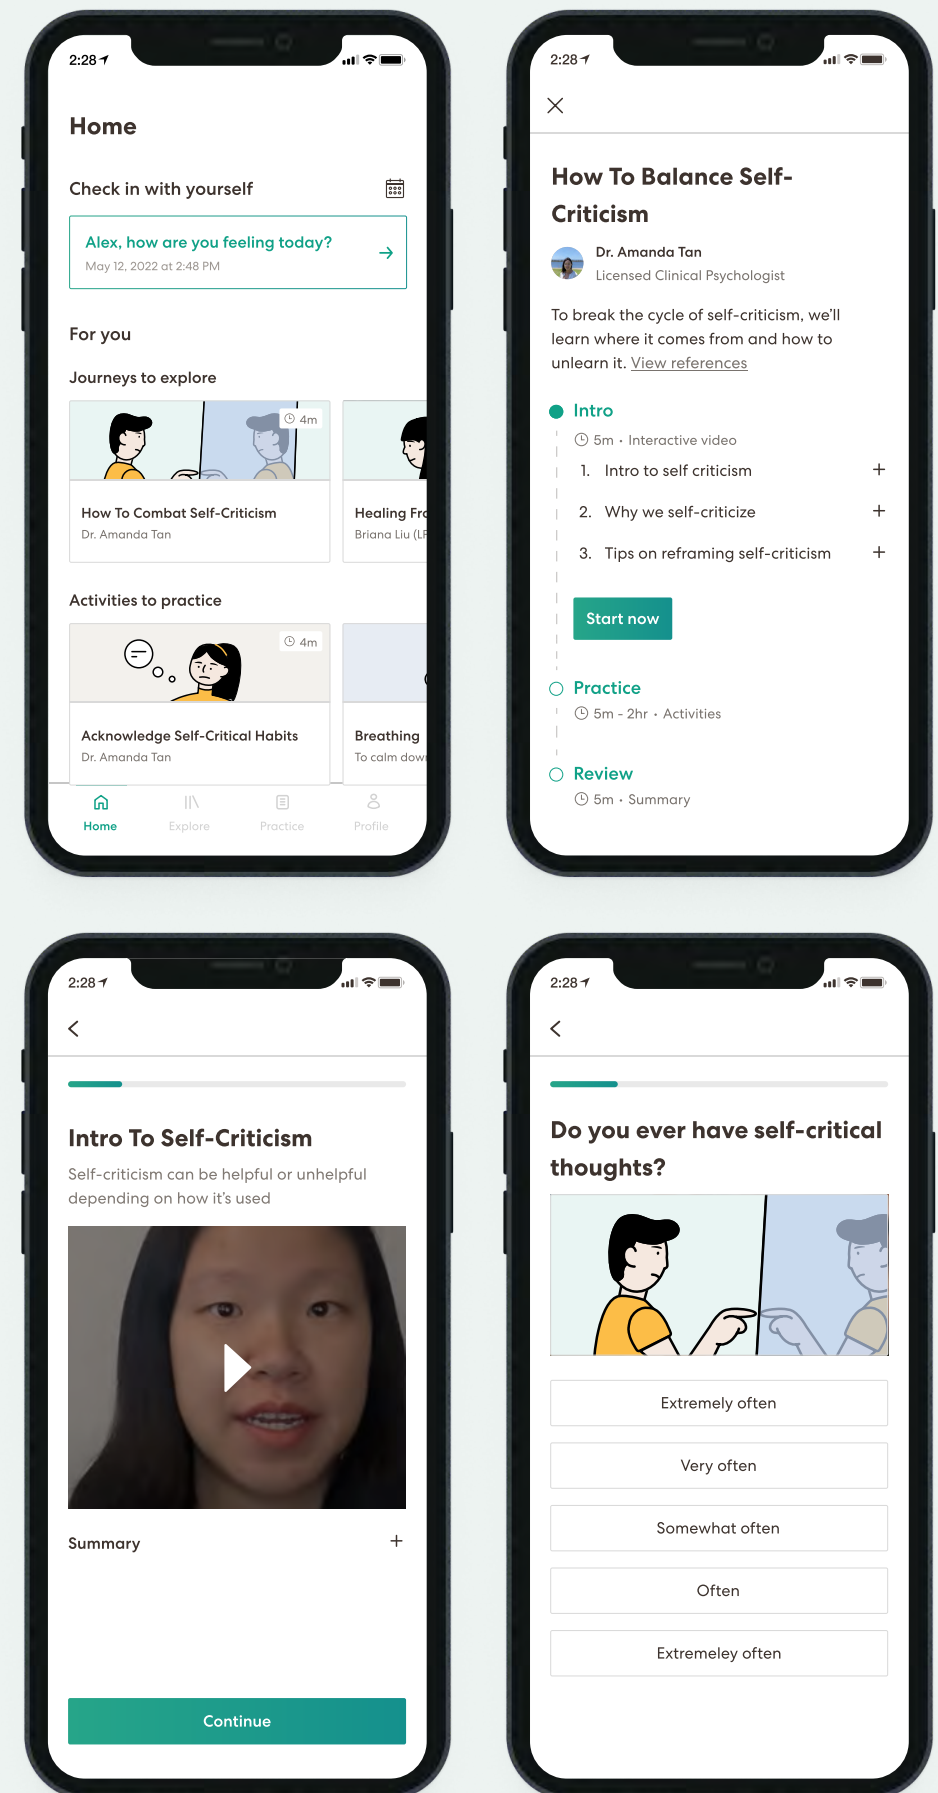 2:28
Home
Check in with yourself
Alex, how are you feeling today?
May 12, 2022 at 2:48 PM
For you
Journeys to explore
4m
How To Combat Self-Criticism
Dr. Amanda Tan
Healing Fro
Briana Liu (LF
Activities to practice
4m
Acknowledge Self-Critical Habits
Dr. Amanda Tan
Breathing
To calm down
Home
Explore
Practice
Profile
2:28
How To Balance Self-
Criticism
Dr. Amanda Tan
Licensed Clinical Psychologist
To break the cycle of self-criticism, we'll
learn where it comes from and how to
unlearn it. View references
Intro
5m • Interactive video
1. Intro to self criticism
2. Why we self-criticize
3. Tips on reframing self-criticism
Start now
Practice
5m - 2hr • Activities
Review
5m • Summary
2:28
Intro To Self-Criticism
Self-criticism can be helpful or unhelpful
depending on how it's used
Summary
Continue
2:28
Do you ever have self-critical
thoughts?
Extremely often
Very often
Somewhat often
Often
Extremeley often